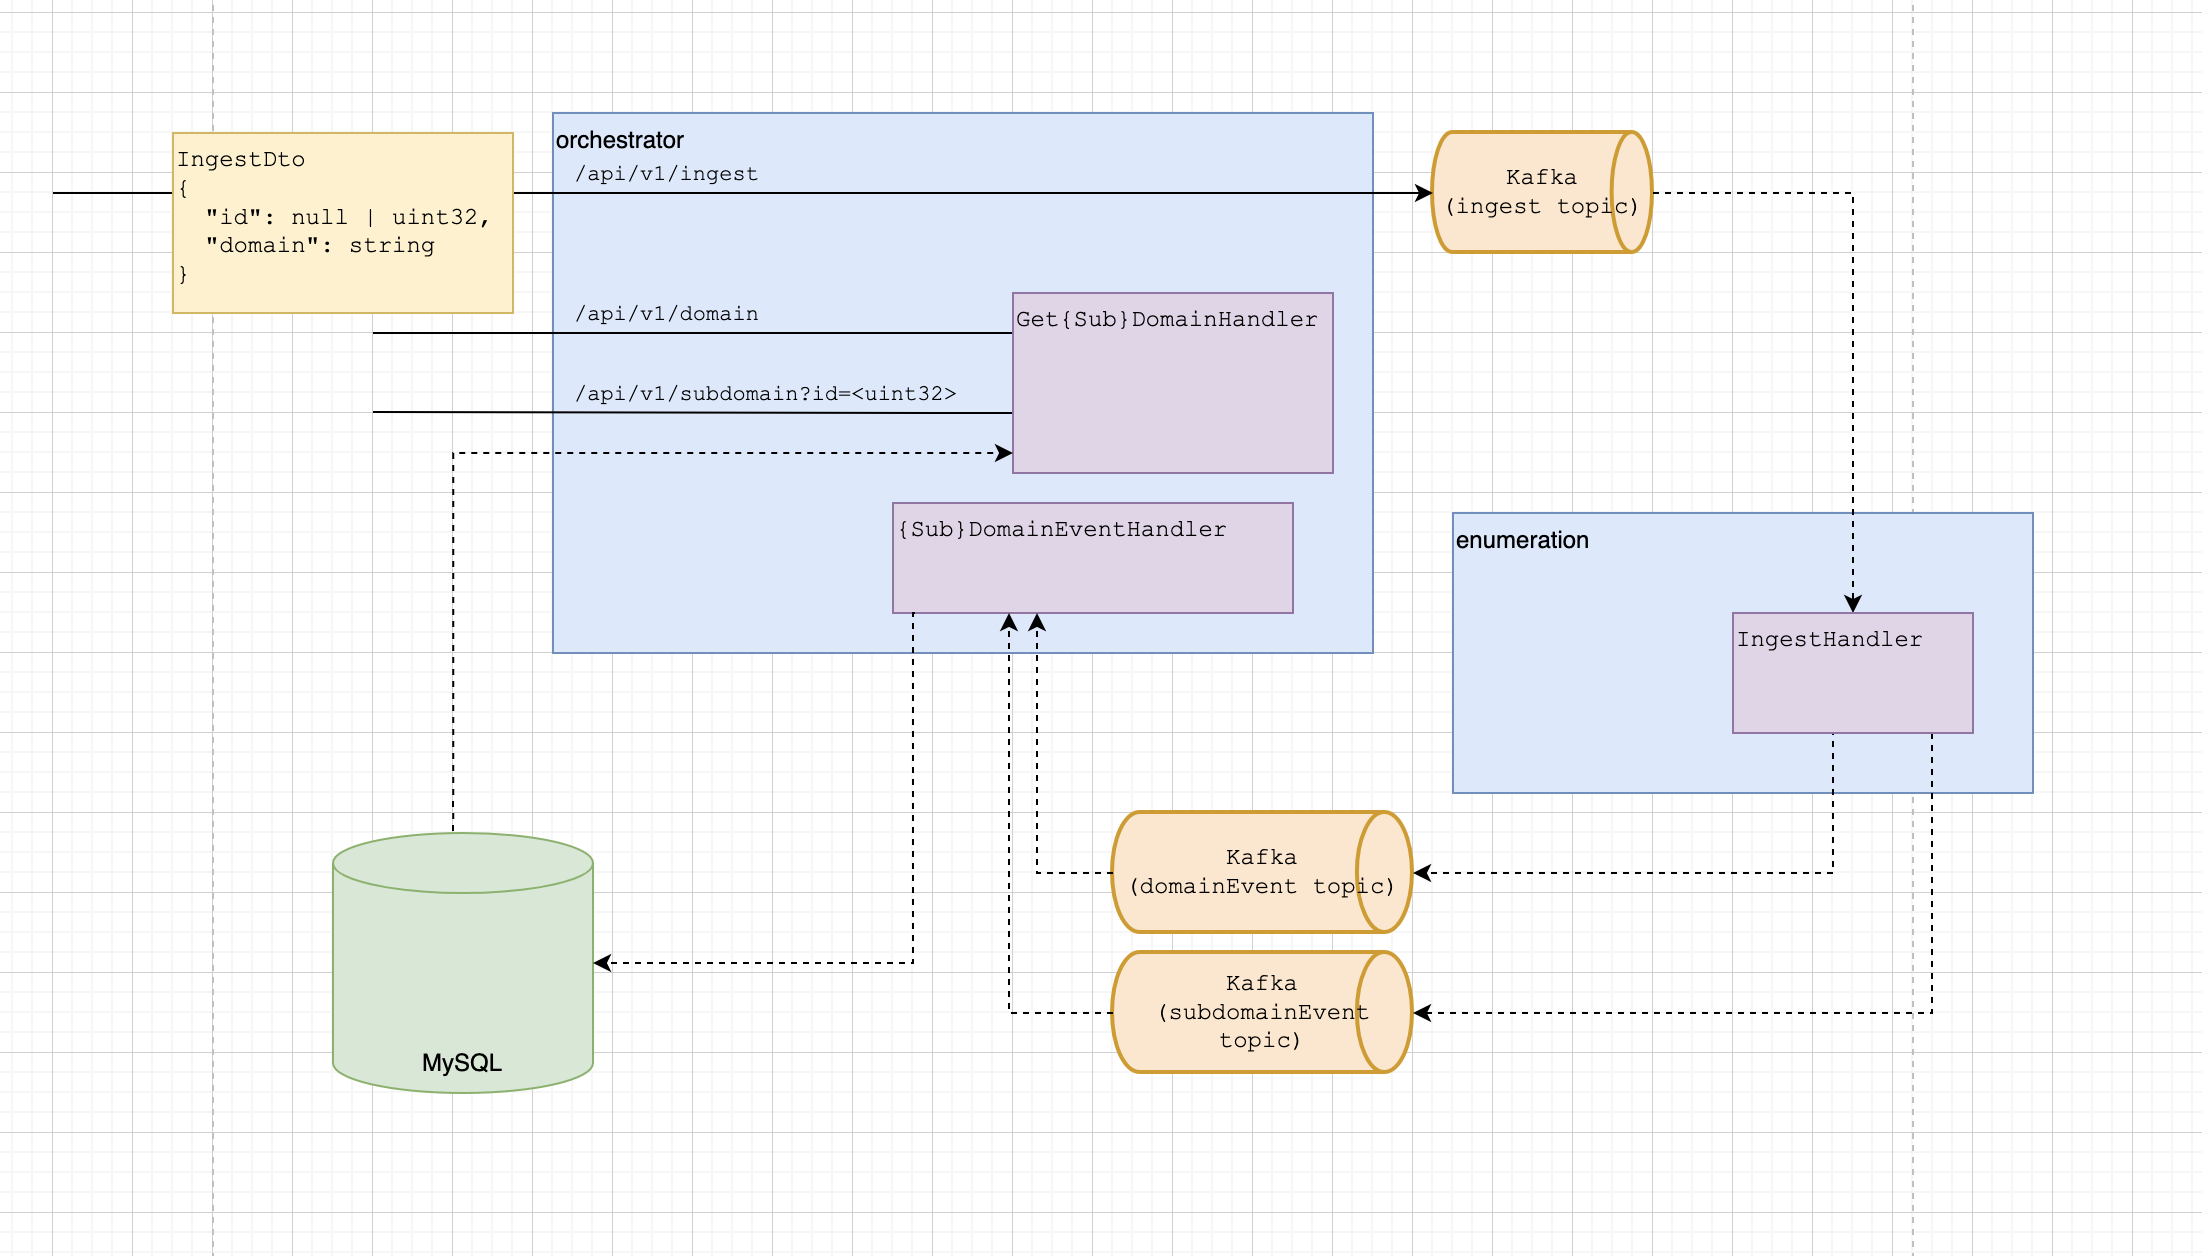 IngestDto
{
"id": null | uint32,
"domain": string
}
orchestrator
/api/v1/ingest
Kafka
(ingest topic)
/api/v1/domain
Get{Sub}DomainHandler
/api/v1/subdomain?id=<uint32>
{Sub}DomainEventHandler
enumeration
IngestHandler
Kafka
(domainEvent topic)
Kafka
(subdomainEvent
topic)
MySQL